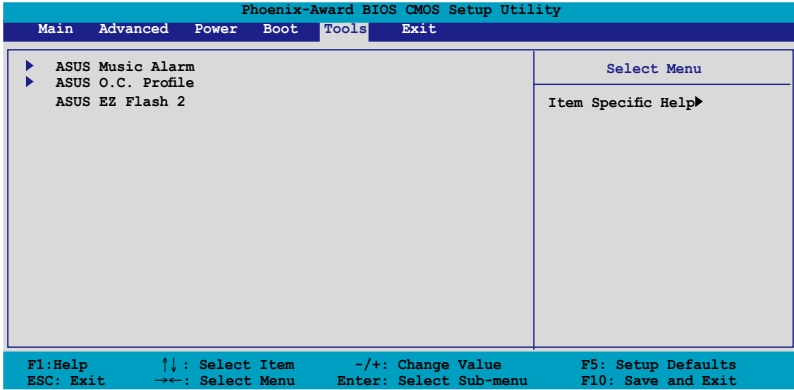 Phoenix-Award BIOS CMOS Setup Utility
Main Advanced Power Boot Tools Exit
ASUS Music Alarm
ASUS O.C. Profile
ASUS EZ Flash 2
Select Menu
Item Specific Help
F1:Help ↑↓: Select Item -/+: Change Value F5: Setup Defaults
ESC: Exit →←: Select Menu Enter: Select Sub-menu F10: Save and Exit